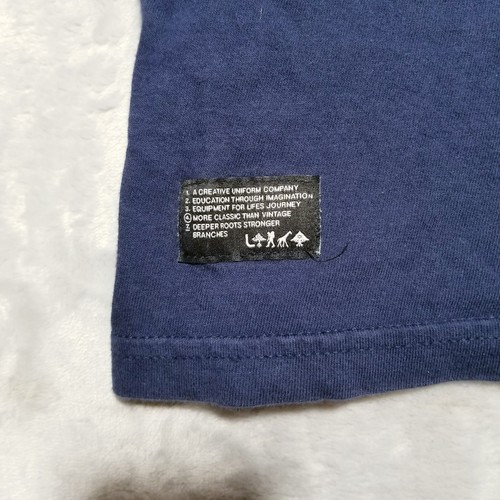 1. A CREATIVE UNIFORM COMPANY
2. EDUCATION THROUGH IMAGINATION
3. EQUIPMENT FOR LIFES JOURNEY
4. MORE CLASSIC THAN VINTAGE
5. DEEPER ROOTS STRONGER
BRANCHES
L